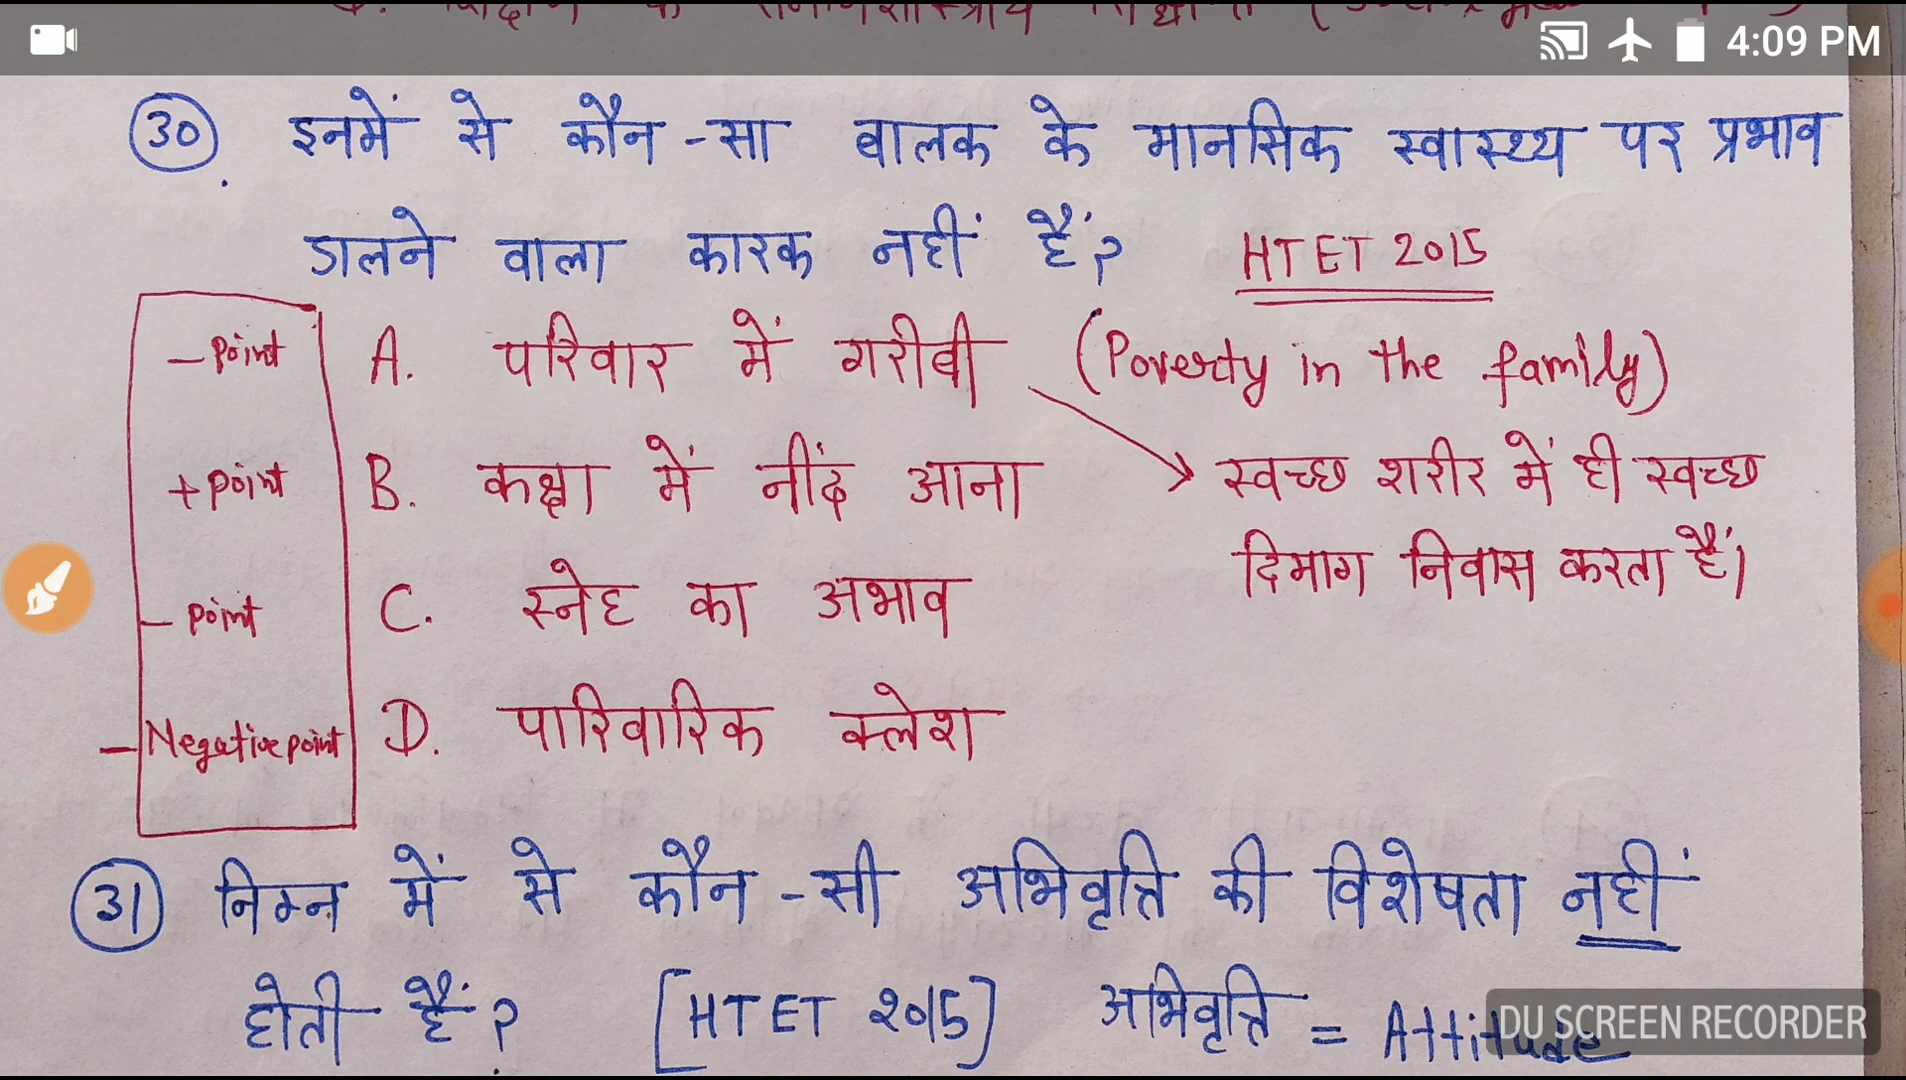 4:09 PM
30. इनमें से कौन-सा बालक के मानसिक स्वास्थ्य पर प्रभाव
डालने वाला कारक नहीं हैं? HTET 2015
- Point A. परिवार में गरीबी (Poverty in the family)
+ Point B. कक्षा में नींद आना → स्वच्छ शरीर में ही स्वच्छ
दिमाग निवास करता हैं।
- Point C. स्नेह का अभाव
- Negative point D. पारिवारिक क्लेश
31 निम्न में से कौन-सी अभिवृत्ति की विशेषता नहीं
होती हैं? [HTET 2015] अभिवृत्ति = Attitude
DU SCREEN RECORDER